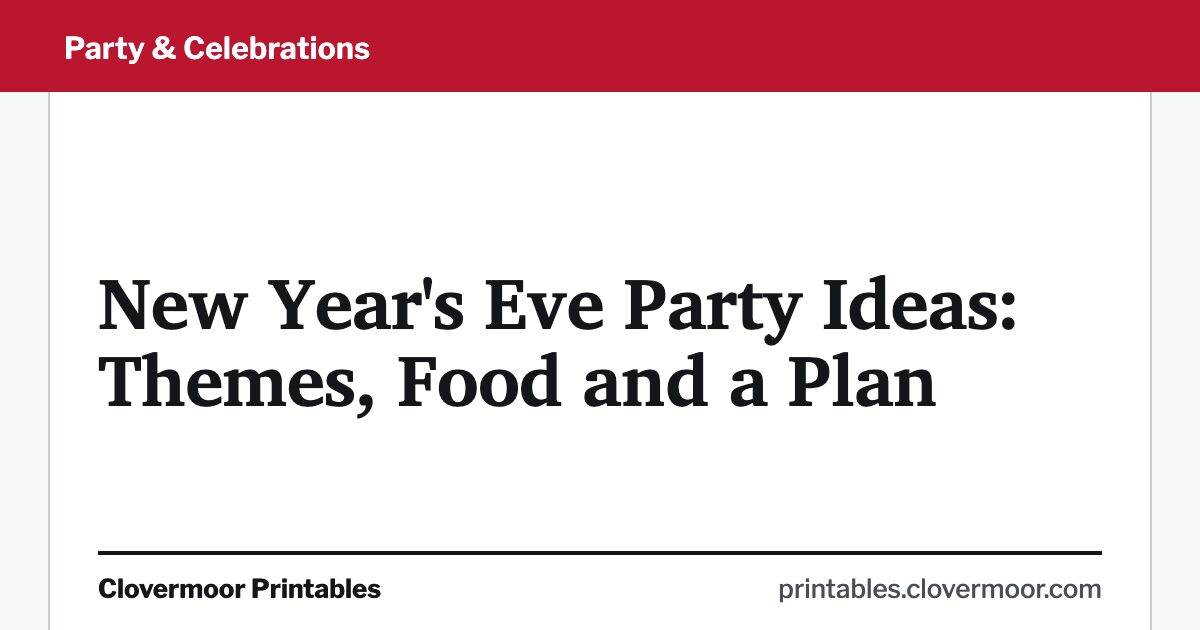 Party & Celebrations
New Year's Eve Party Ideas:
Themes, Food and a Plan
Clovermoor Printables
printables.clovermoor.com